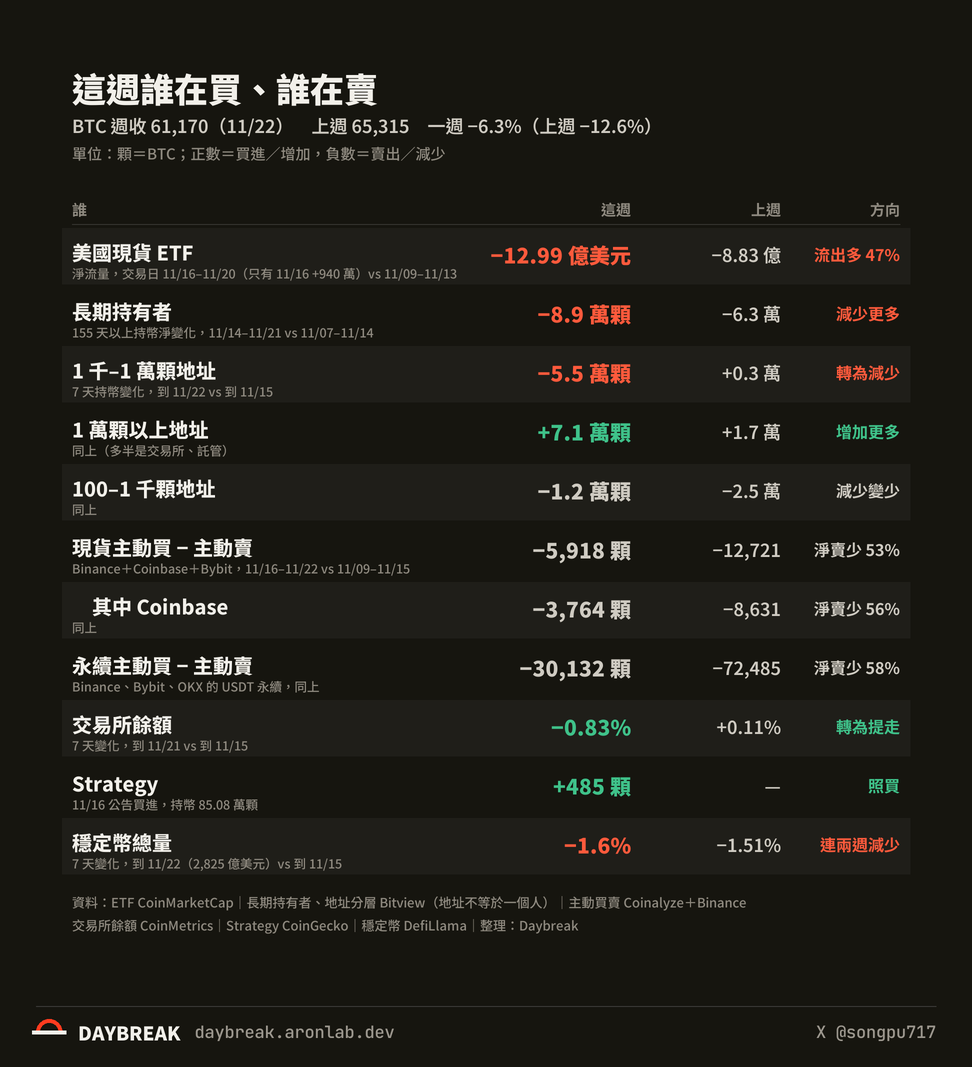 這週誰在買、誰在賣
BTC 週收 61,170（11/22） 上週 65,315 一週 −6.3%（上週 −12.6%）
單位：顆＝BTC；正數＝買進／增加，負數＝賣出／減少
誰 這週 上週 方向
美國現貨 ETF −12.99 億美元 −8.83 億 流出多 47%
淨流量，交易日 11/16–11/20（只有 11/16 +940 萬）vs 11/09–11/13
長期持有者 −8.9 萬顆 −6.3 萬 減少更多
155 天以上持幣淨變化，11/14–11/21 vs 11/07–11/14
1 千–1 萬顆地址 −5.5 萬顆 +0.3 萬 轉為減少
7 天持幣變化，到 11/22 vs 到 11/15
1 萬顆以上地址 +7.1 萬顆 +1.7 萬 增加更多
同上（多半是交易所、託管）
100–1 千顆地址 −1.2 萬顆 −2.5 萬 減少變少
同上
現貨主動買 − 主動賣 −5,918 顆 −12,721 淨賣少 53%
Binance＋Coinbase＋Bybit，11/16–11/22 vs 11/09–11/15
其中 Coinbase −3,764 顆 −8,631 淨賣少 56%
同上
永續主動買 − 主動賣 −30,132 顆 −72,485 淨賣少 58%
Binance、Bybit、OKX 的 USDT 永續，同上
交易所餘額 −0.83% +0.11% 轉為提走
7 天變化，到 11/21 vs 到 11/15
Strategy +485 顆 — 照買
11/16 公告買進，持幣 85.08 萬顆
穩定幣總量 −1.6% −1.51% 連兩週減少
7 天變化，到 11/22（2,825 億美元）vs 到 11/15
資料：ETF CoinMarketCap｜長期持有者、地址分層 Bitview（地址不等於一個人）｜主動買賣 Coinalyze＋Binance
交易所餘額 CoinMetrics｜Strategy CoinGecko｜穩定幣 DefiLlama｜整理：Daybreak
DAYBREAK daybreak.aronlab.dev X @songpu717